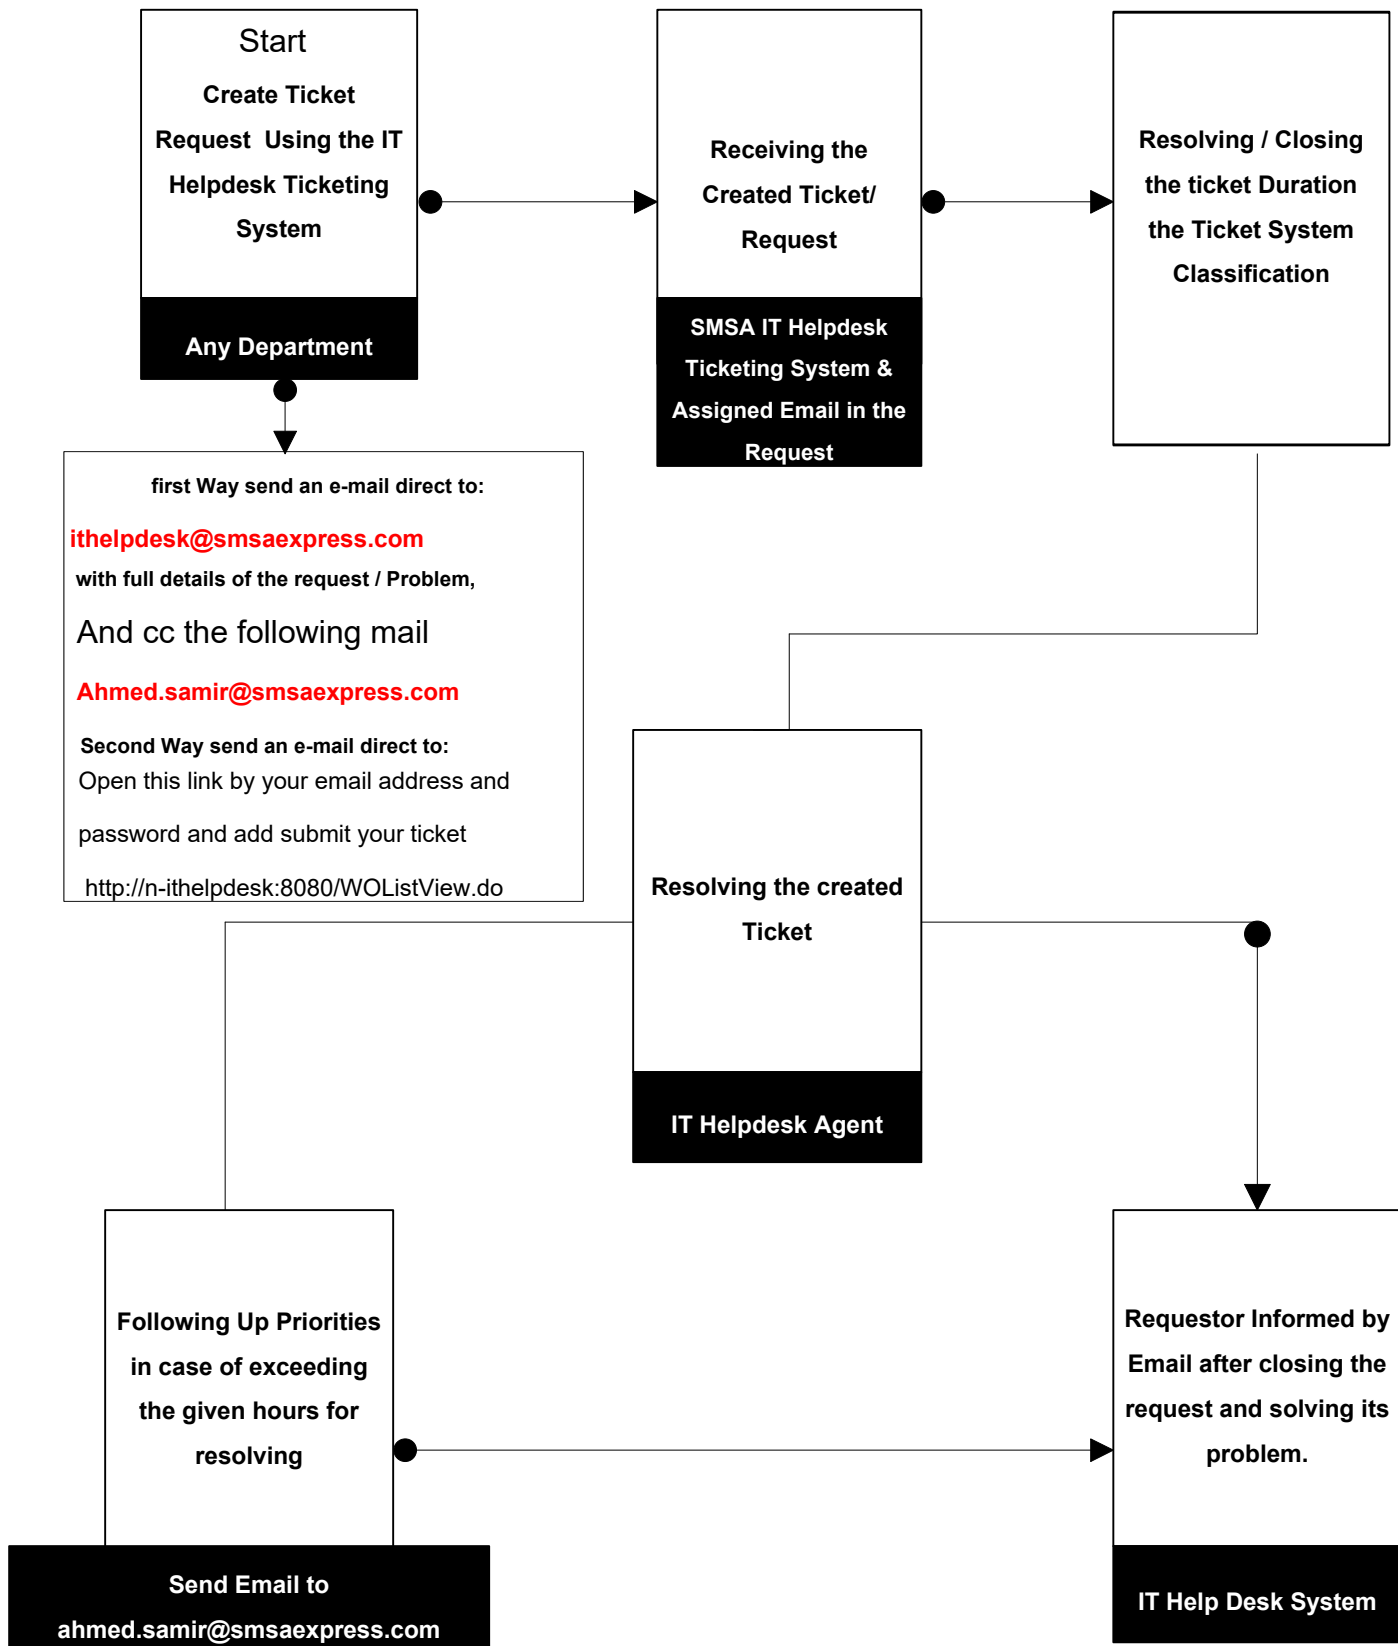 Start
Create Ticket
Request  Using the IT
Helpdesk Ticketing
System
Any Department
Receiving the
Created Ticket/
Request
SMSA IT Helpdesk
Ticketing System &
Assigned Email in the
Request
Resolving / Closing
the ticket Duration
the Ticket System
Classification
first Way send an e-mail direct to:
ithelpdesk@smsaexpress.com
with full details of the request / Problem,
And cc the following mail
Ahmed.samir@smsaexpress.com
Second Way send an e-mail direct to:
Open this link by your email address and
password and add submit your ticket
http://n-ithelpdesk:8080/WOListView.do
Resolving the created
Ticket
IT Helpdesk Agent
Following Up Priorities
in case of exceeding
the given hours for
resolving
Send Email to
ahmed.samir@smsaexpress.com
Requestor Informed by
Email after closing the
request and solving its
problem.
IT Help Desk System